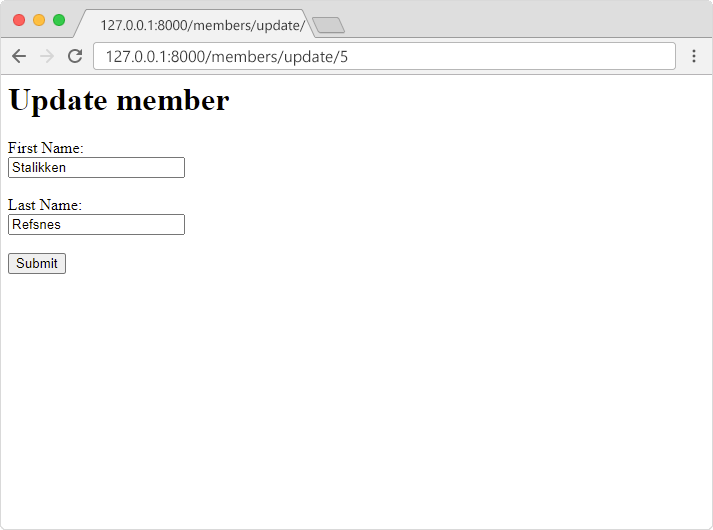 127.0.0.1:8000/members/update/
127.0.0.1:8000/members/update/5
Update member
First Name:
Stalikken
Last Name:
Refsnes
Submit